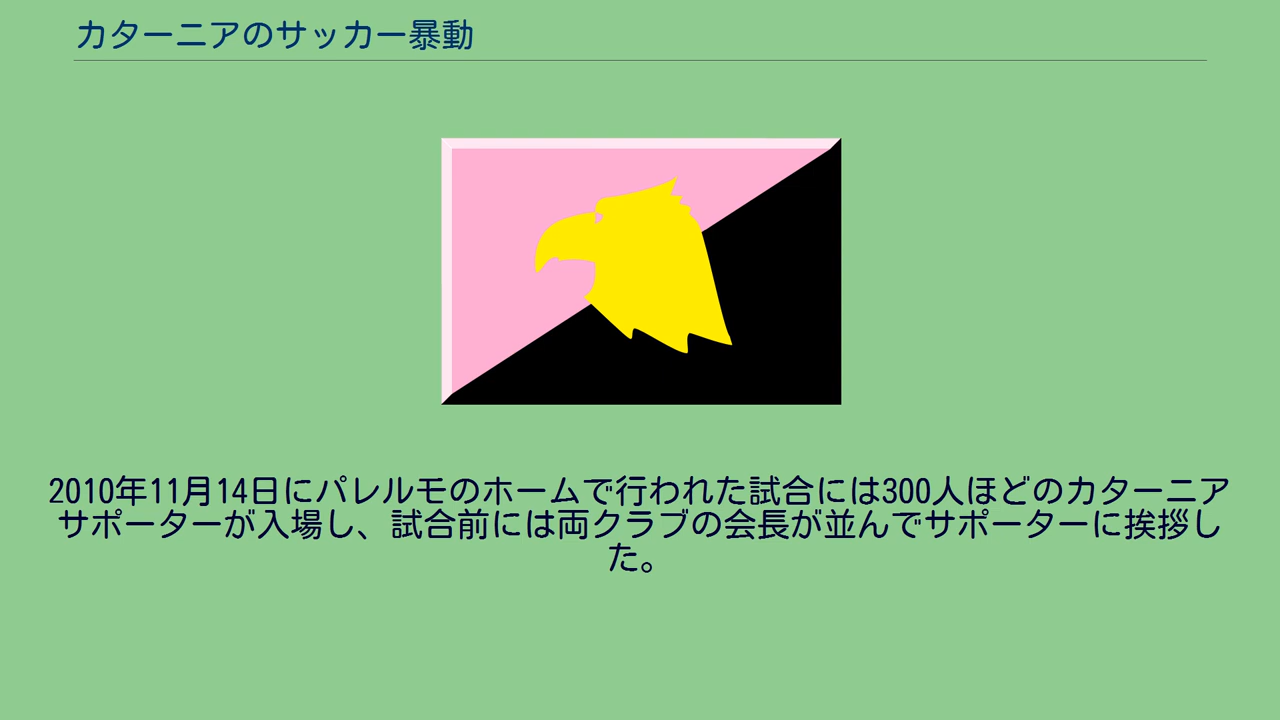 カターニアのサッカー暴動
2010年11月14日にパレルモのホームで行われた試合には300人ほどのカターニア
サポーターが入場し、試合前には両クラブの会長が並んでサポーターに挨拶し
た。